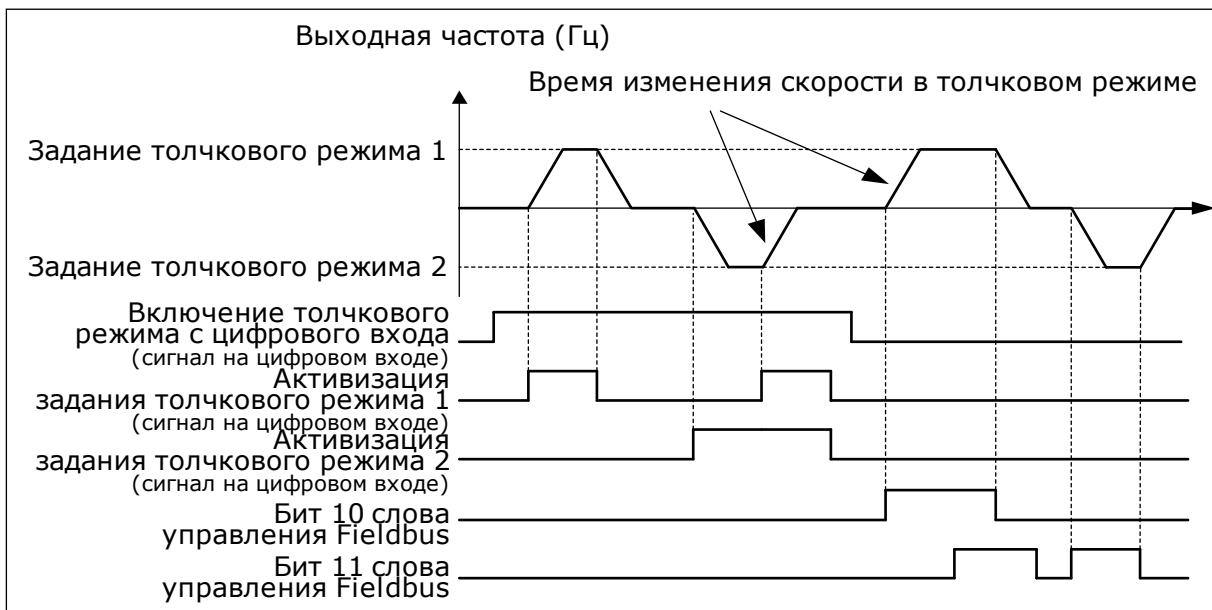 Выходная частота (Гц)
Время изменения скорости в толчковом режиме
Задание толчкового режима 1
Задание толчкового режима 2
Включение толчкового
режима с цифрового входа
(сигнал на цифровом входе)
Активизация
задания толчкового режима 1
(сигнал на цифровом входе)
Активизация
задания толчкового режима 2
(сигнал на цифровом входе)
Бит 10 слова
управления Fieldbus
Бит 11 слова
управления Fieldbus